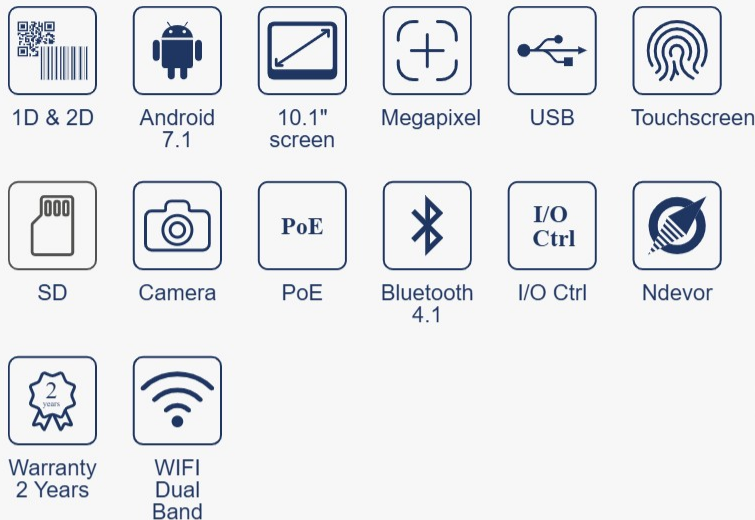 1D & 2D
Android
7.1
10.1"
screen
Megapixel
USB
Touchscreen
SD
Camera
PoE
PoE
Bluetooth
4.1
I/O
Ctrl
I/O Ctrl
Ndevor
2
years
Warranty
2 Years
WIFI
Dual
Band